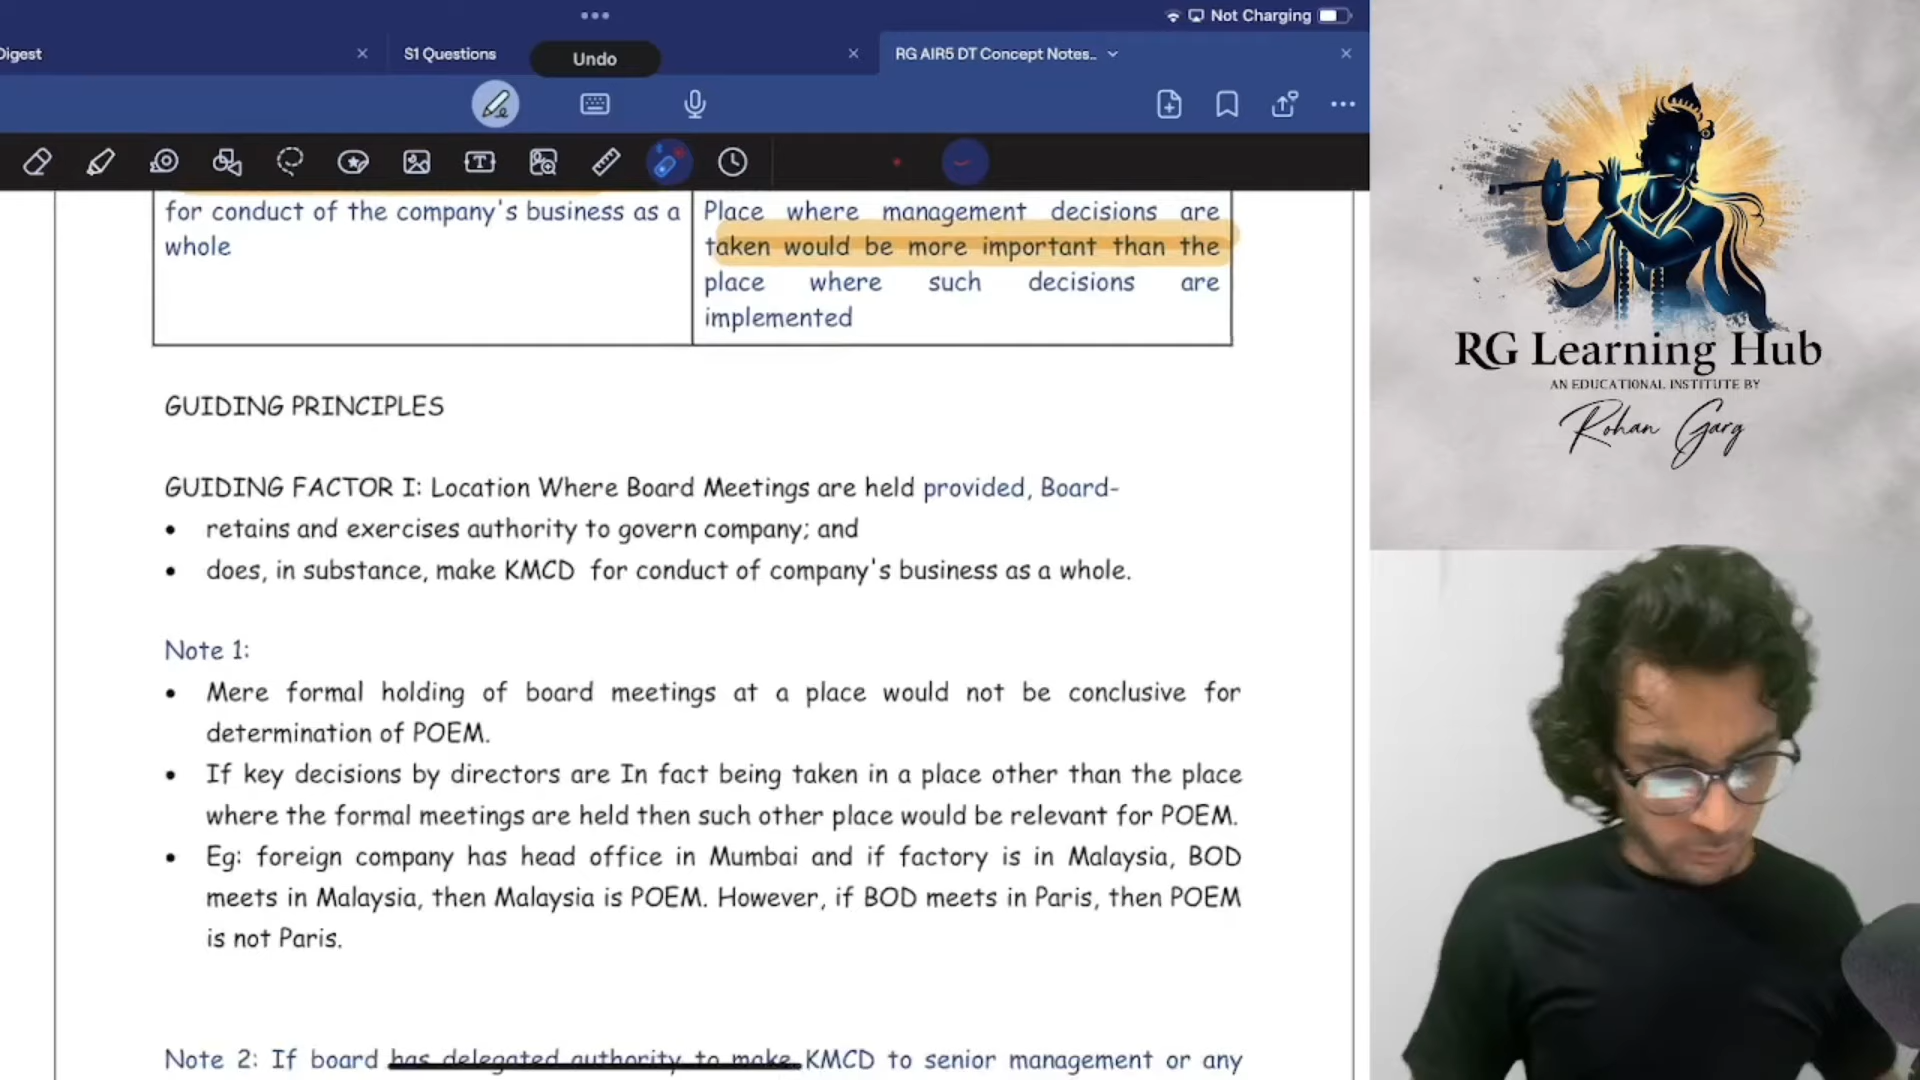 Not Charging
Digest
S1 Questions
Undo
RG AIR5 DT Concept Notes..
for conduct of the company's business as a
whole
Place where management decisions are
taken would be more important than the
place where such decisions are
implemented
GUIDING PRINCIPLES
GUIDING FACTOR I: Location Where Board Meetings are held provided, Board-
• retains and exercises authority to govern company; and
• does, in substance, make KMCD for conduct of company's business as a whole.
Note 1:
• Mere formal holding of board meetings at a place would not be conclusive for
determination of POEM.
• If key decisions by directors are In fact being taken in a place other than the place
where the formal meetings are held then such other place would be relevant for POEM.
• Eg: foreign company has head office in Mumbai and if factory is in Malaysia, BOD
meets in Malaysia, then Malaysia is POEM. However, if BOD meets in Paris, then POEM
is not Paris.
Note 2: If board has delegated authority to make KMCD to senior management or any
RG Learning Hub
AN EDUCATIONAL INSTITUTE BY
Rohan Garg